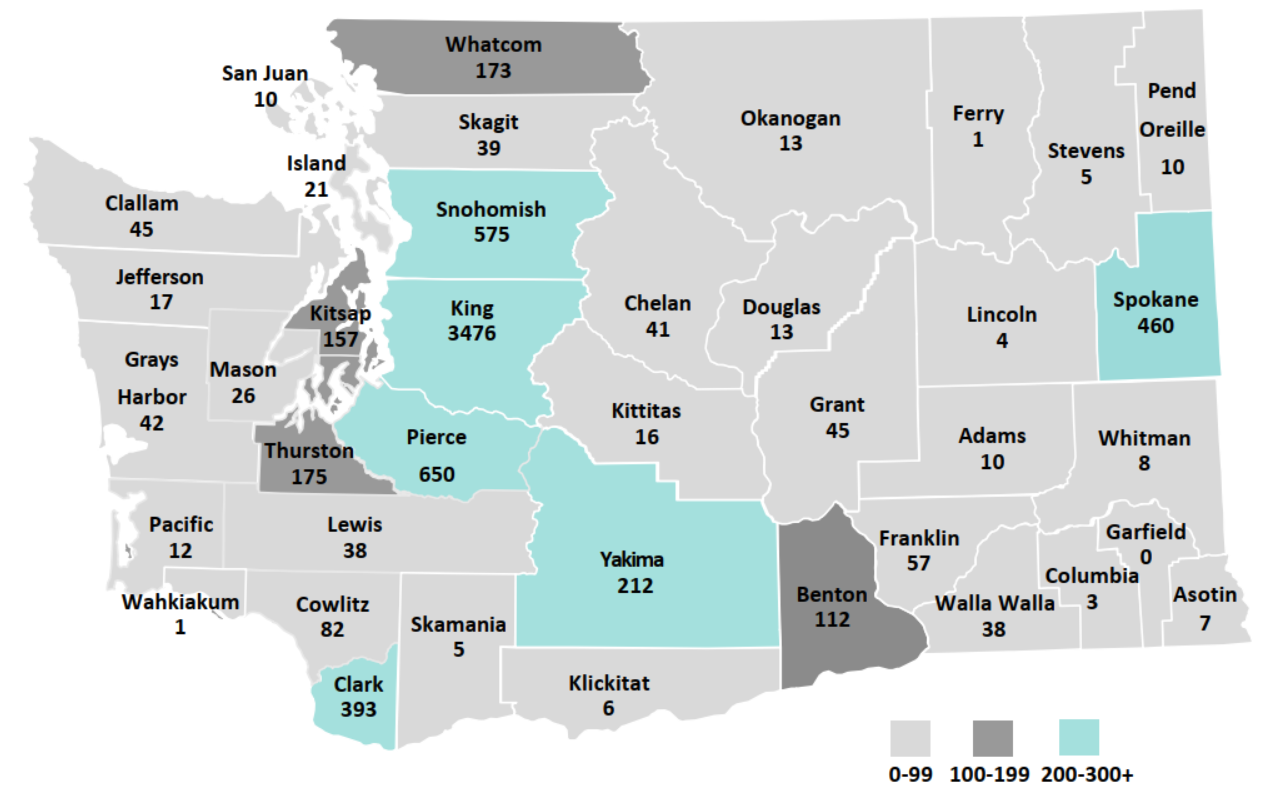 Whatcom
173
San Juan
10
Skagit
39
Okanogan
13
Ferry
1
Stevens
5
Pend
Oreille
10
Island
21
Clallam
45
Snohomish
575
Jefferson
17
Kitsap
157
King
3476
Chelan
41
Douglas
13
Lincoln
4
Spokane
460
Grays
Harbor
42
Mason
26
Kittitas
16
Grant
45
Adams
10
Whitman
8
Thurston
175
Pierce
650
Pacific
12
Lewis
38
Yakima
212
Benton
112
Franklin
57
Garfield
0
Columbia
3
Walla Walla
38
Asotin
7
Wahkiakum
1
Cowlitz
82
Skamania
5
Clark
393
Klickitat
6
0-99
100-199
200-300+